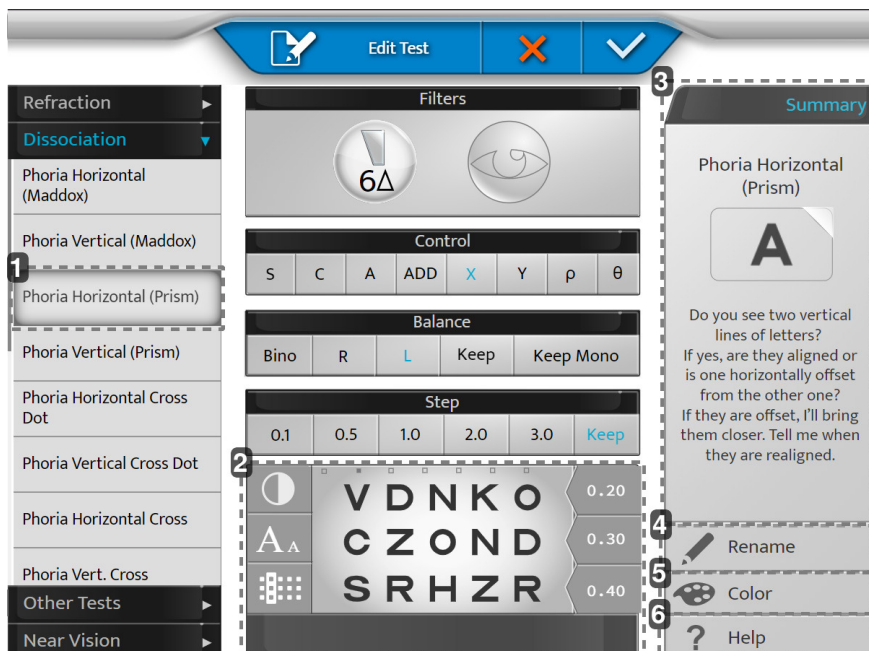 Edit Test
3
Refraction
Dissociation
Phoria Horizontal
(Maddox)
Phoria Vertical (Maddox)
1
Phoria Horizontal (Prism)
Phoria Vertical (Prism)
Phoria Horizontal Cross
Dot
Phoria Vertical Cross Dot
Phoria Horizontal Cross
Phoria Vert. Cross
Other Tests
Near Vision
Filters
6Δ
Control
S C A ADD X Y ρ θ
Balance
Bino R L Keep Keep Mono
Step
0.1 0.5 1.0 2.0 3.0 Keep
2
A A
V D N K O 0.20
C Z O N D 0.30
S R H Z R 0.40
Summary
Phoria Horizontal
(Prism)
A
Do you see two vertical
lines of letters?
If yes, are they aligned or
is one horizontally offset
from the other one?
If they are offset, I'll bring
them closer. Tell me when
they are realigned.
4
Rename
5
Color
6
? Help